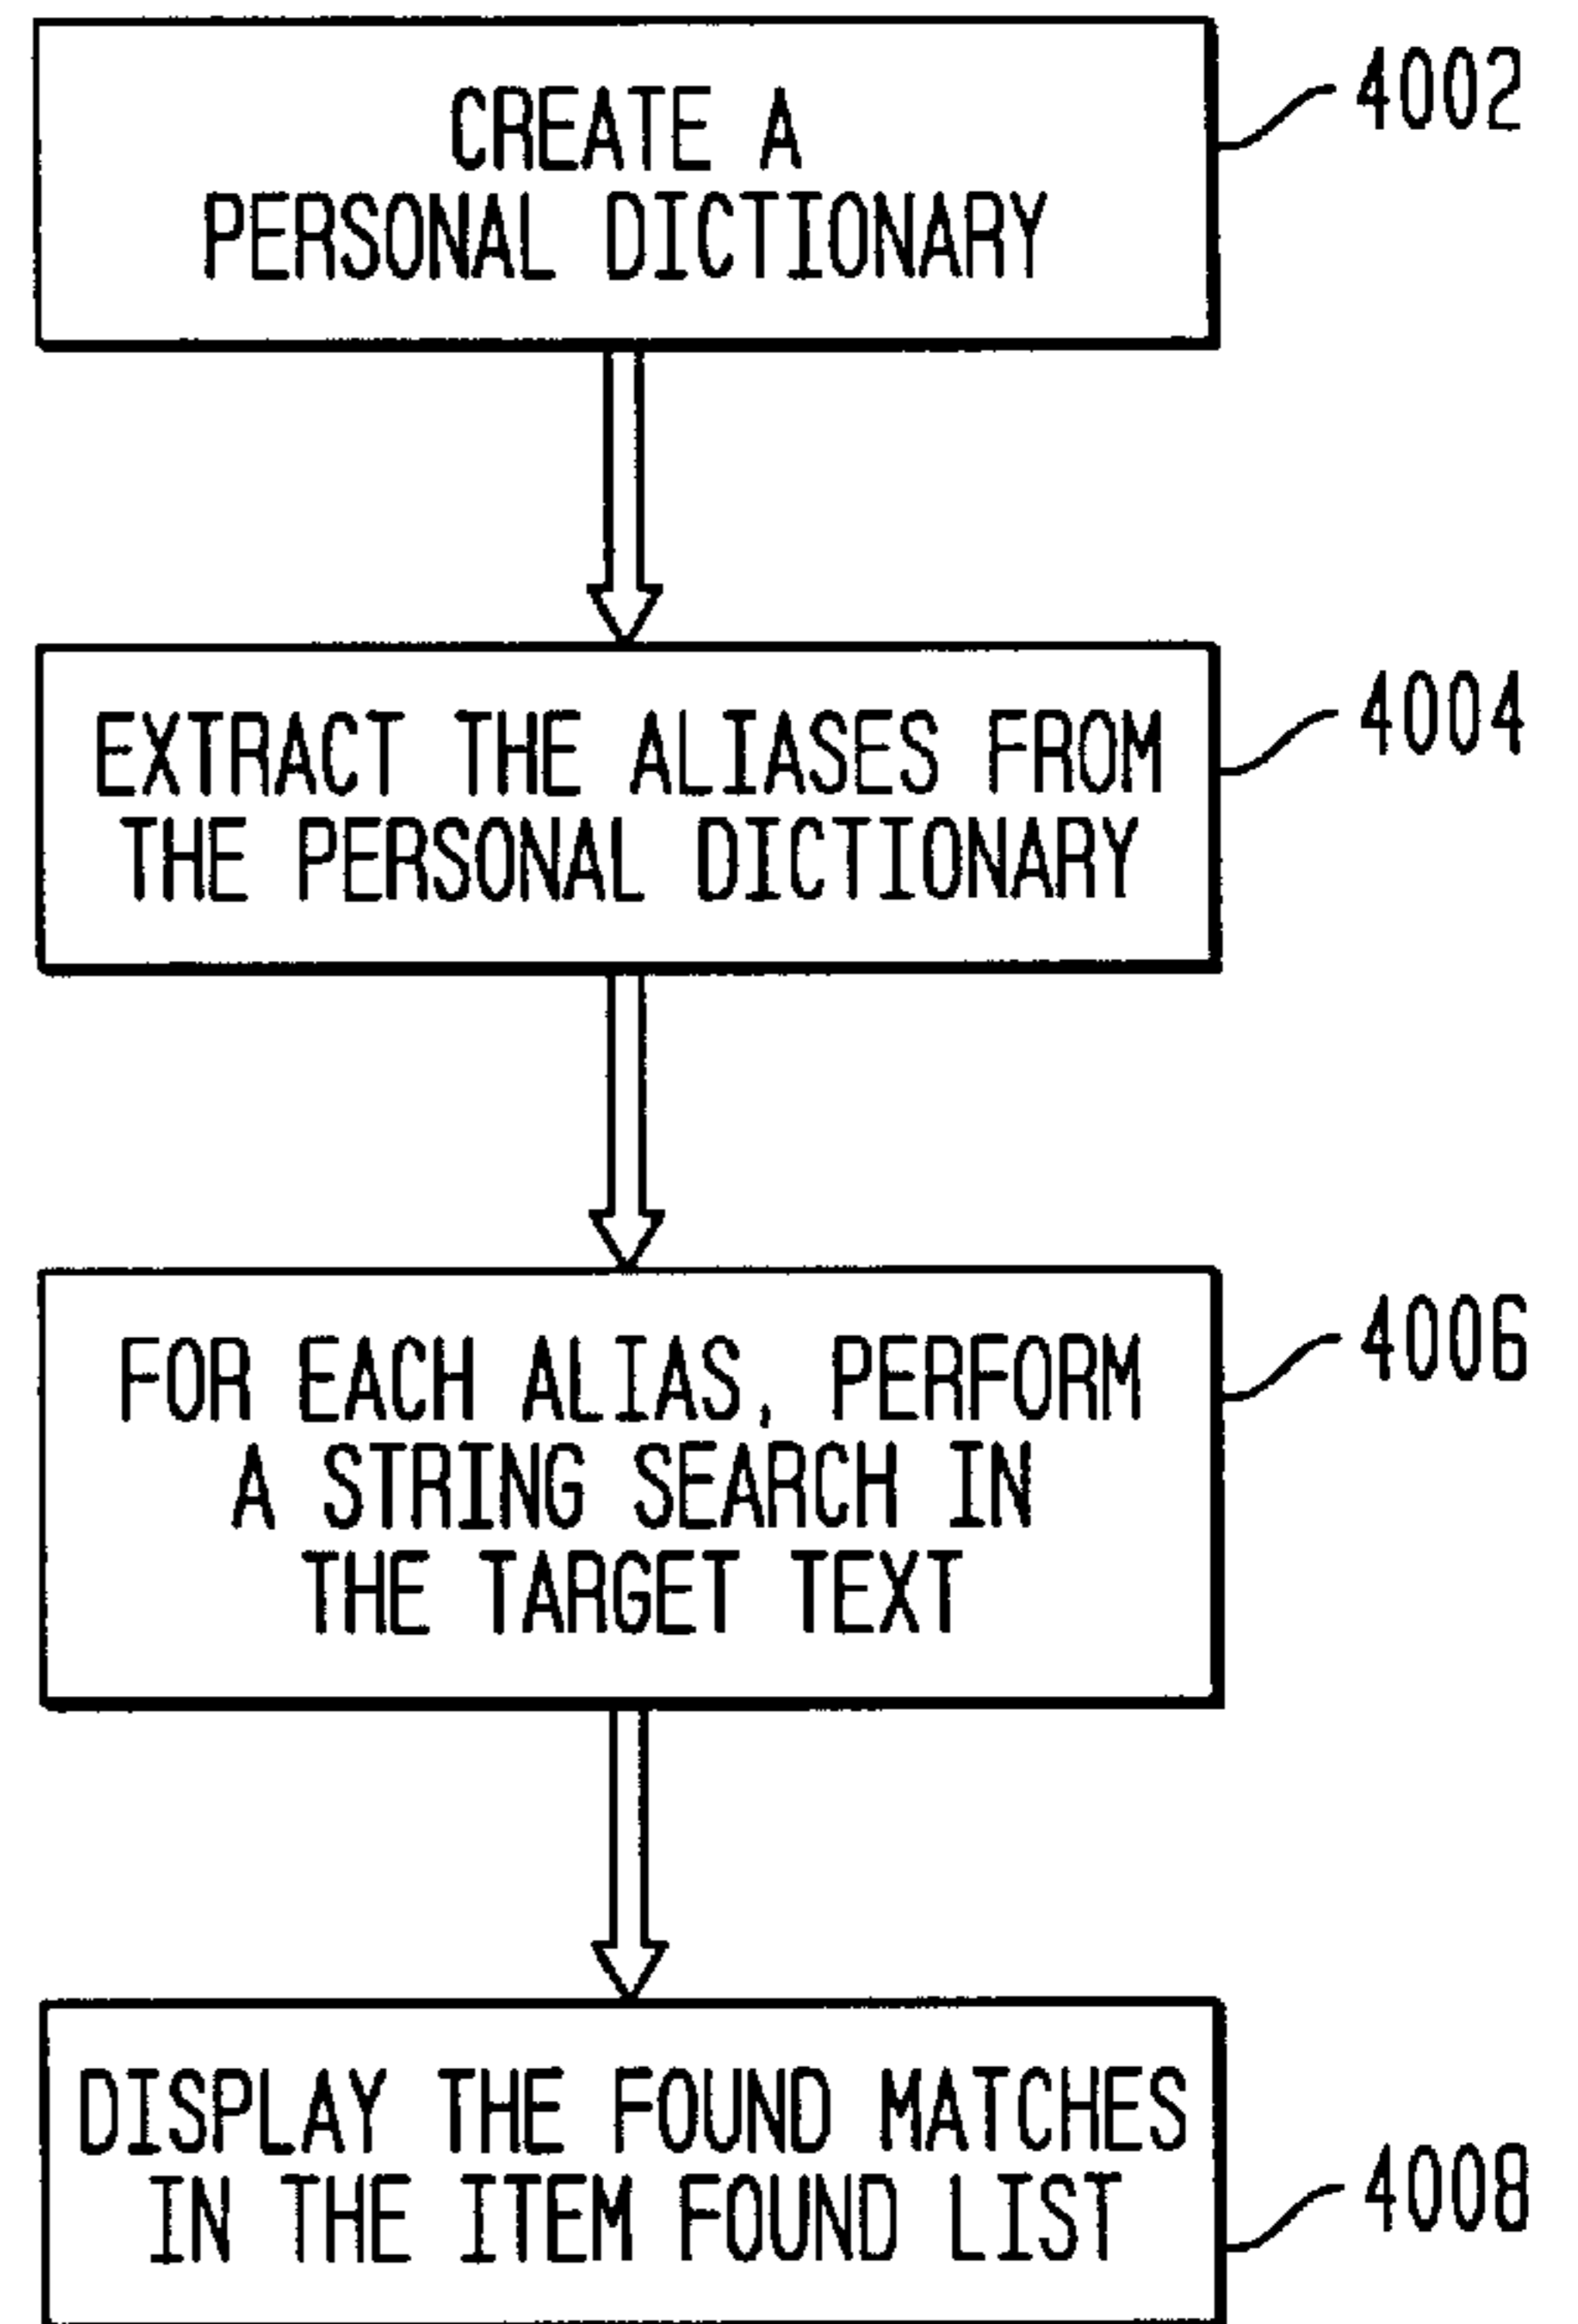 CREATE A
PERSONAL DICTIONARY
4002
EXTRACT THE ALIASES FROM
THE PERSONAL DICTIONARY
4004
FOR EACH ALIAS, PERFORM
A STRING SEARCH IN
THE TARGET TEXT
4006
DISPLAY THE FOUND MATCHES
IN THE ITEM FOUND LIST
4008